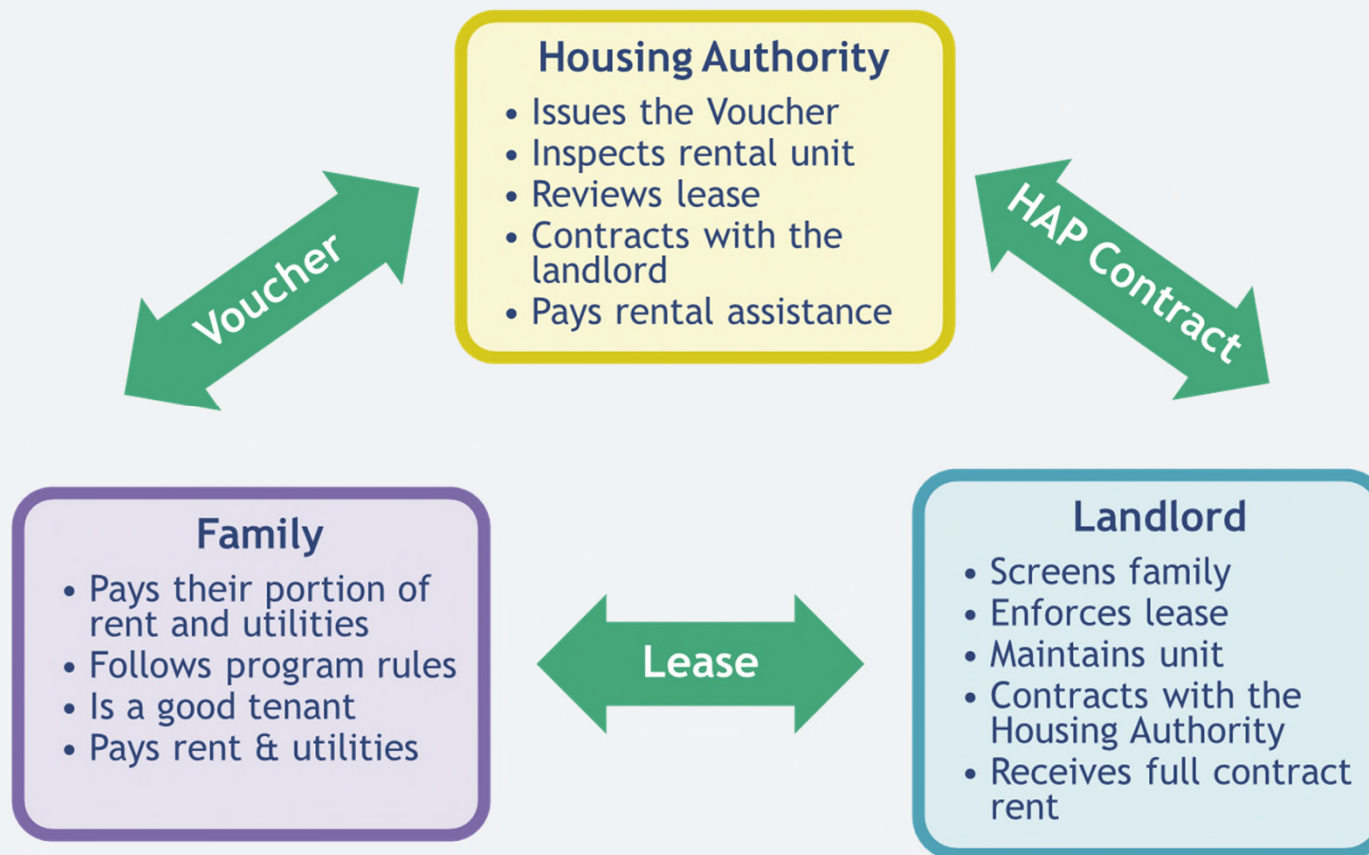 Housing Authority
• Issues the Voucher
• Inspects rental unit
• Reviews lease
• Contracts with the
landlord
• Pays rental assistance
Voucher
HAP Contract
Family
• Pays their portion of
rent and utilities
• Follows program rules
• Is a good tenant
• Pays rent & utilities
Lease
Landlord
• Screens family
• Enforces lease
• Maintains unit
• Contracts with the
Housing Authority
• Receives full contract
rent